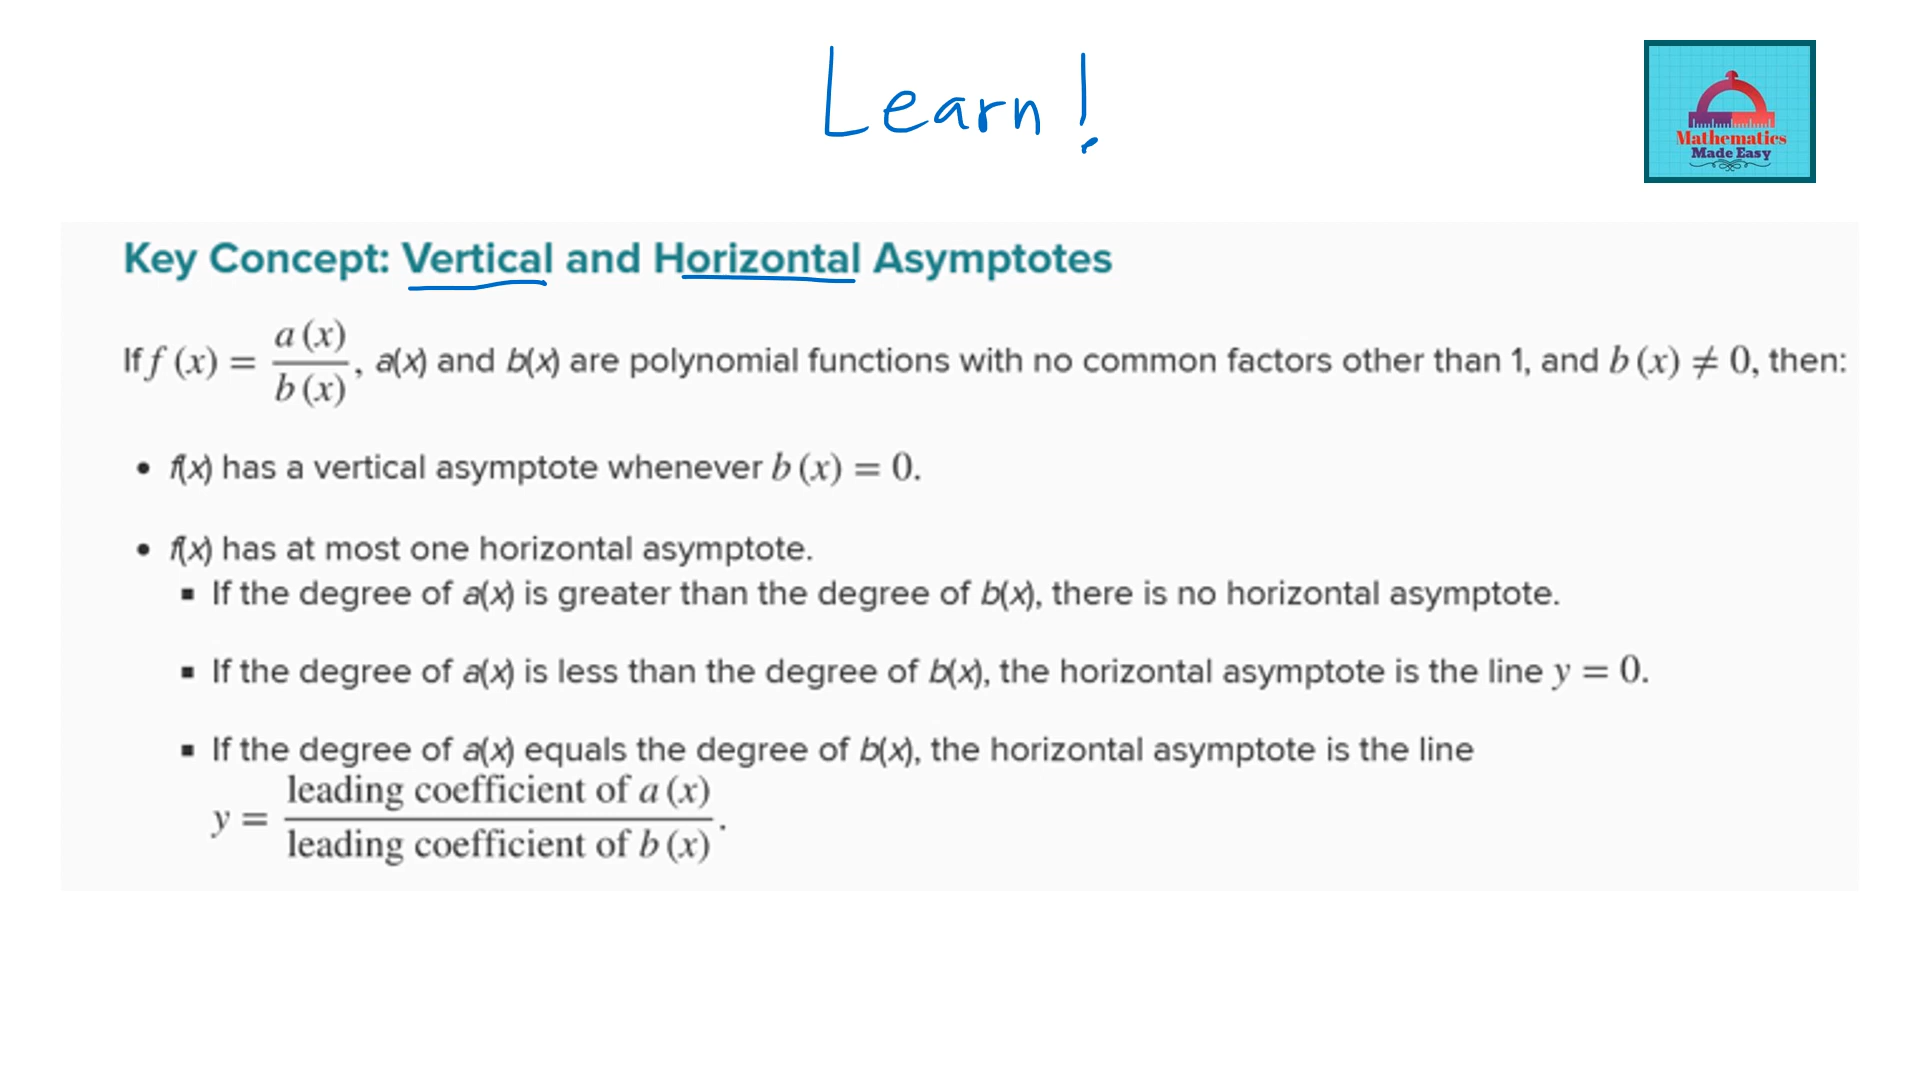 Learn!
Mathematics
Made Easy
Key Concept: Vertical and Horizontal Asymptotes
If f (x) = a (x) / b (x), a(x) and b(x) are polynomial functions with no common factors other than 1, and b (x) ≠ 0, then:
• f(x) has a vertical asymptote whenever b (x) = 0.
• f(x) has at most one horizontal asymptote.
▪ If the degree of a(x) is greater than the degree of b(x), there is no horizontal asymptote.
▪ If the degree of a(x) is less than the degree of b(x), the horizontal asymptote is the line y = 0.
▪ If the degree of a(x) equals the degree of b(x), the horizontal asymptote is the line
y = leading coefficient of a (x) / leading coefficient of b (x).